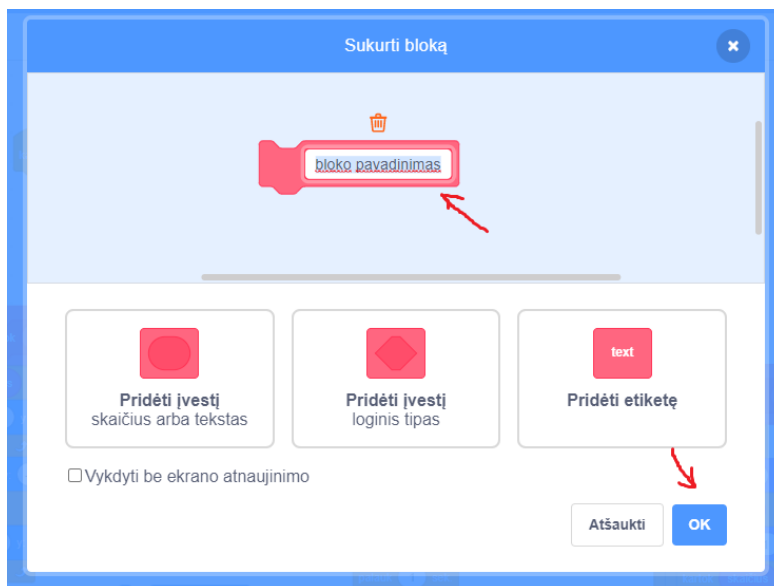 Sukurti bloką
bloko pavadinimas
Pridėti įvestį
skaičius arba tekstas
Pridėti įvestį
loginis tipas
text
Pridėti etiketę
Vykdyti be ekrano atnaujinimo
Atšaukti
OK